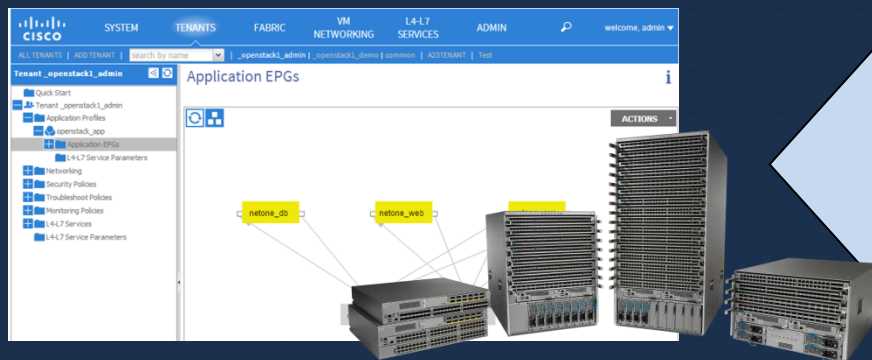 CISCO
SYSTEM
TENANTS
FABRIC
VM
NETWORKING
L4-L7
SERVICES
ADMIN
welcome, admin
ALL TENANTS | ADD TENANT | search by name | _openstack1_admin | _openstack1_demo | common | A23TENANT | Test
Tenant _openstack1_admin
Application EPGs
i
Quick Start
Tenant _openstack1_admin
Application Profiles
openstack_app
Application EPGs
L4-L7 Service Parameters
Networking
Security Policies
Troubleshoot Policies
Monitoring Policies
L4-L7 Services
L4-L7 Service Parameters
ACTIONS
netone_db
netone_web